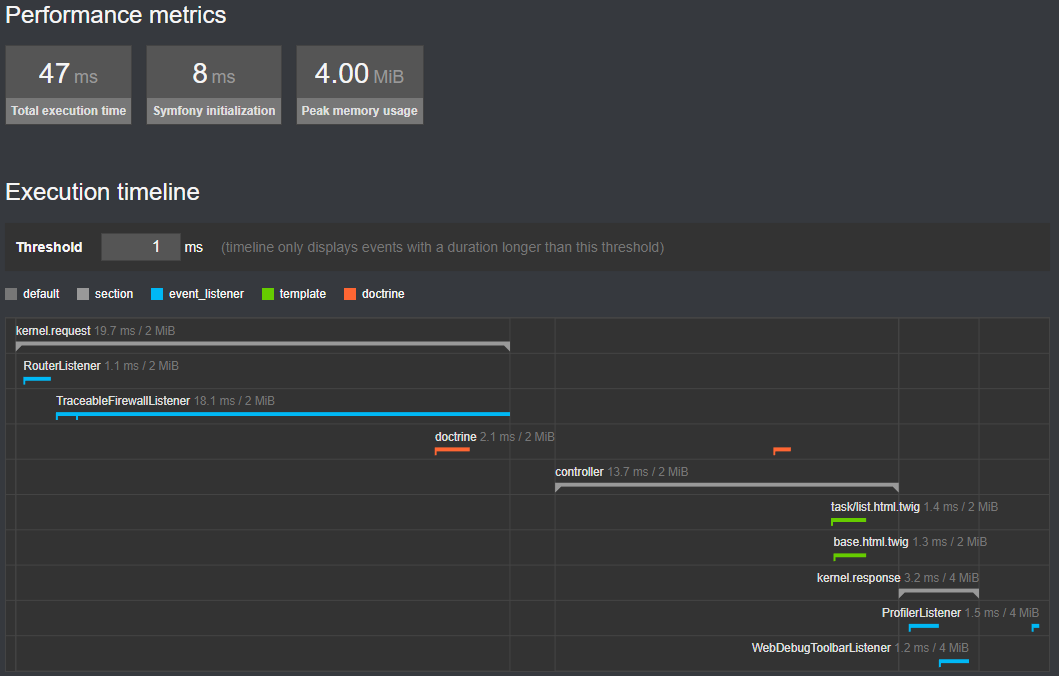 Performance metrics
47 ms 8 ms 4.00 MiB
Total execution time Symfony initialization Peak memory usage
Execution timeline
Threshold 1 ms (timeline only displays events with a duration longer than this threshold)
default section event_listener template doctrine
kernel.request 19.7 ms / 2 MiB
RouterListener 1.1 ms / 2 MiB
TraceableFirewallListener 18.1 ms / 2 MiB
doctrine 2.1 ms / 2 MiB
controller 13.7 ms / 2 MiB
task/list.html.twig 1.4 ms / 2 MiB
base.html.twig 1.3 ms / 2 MiB
kernel.response 3.2 ms / 4 MiB
ProfilerListener 1.5 ms / 4 MiB
WebDebugToolbarListener 1.2 ms / 4 MiB